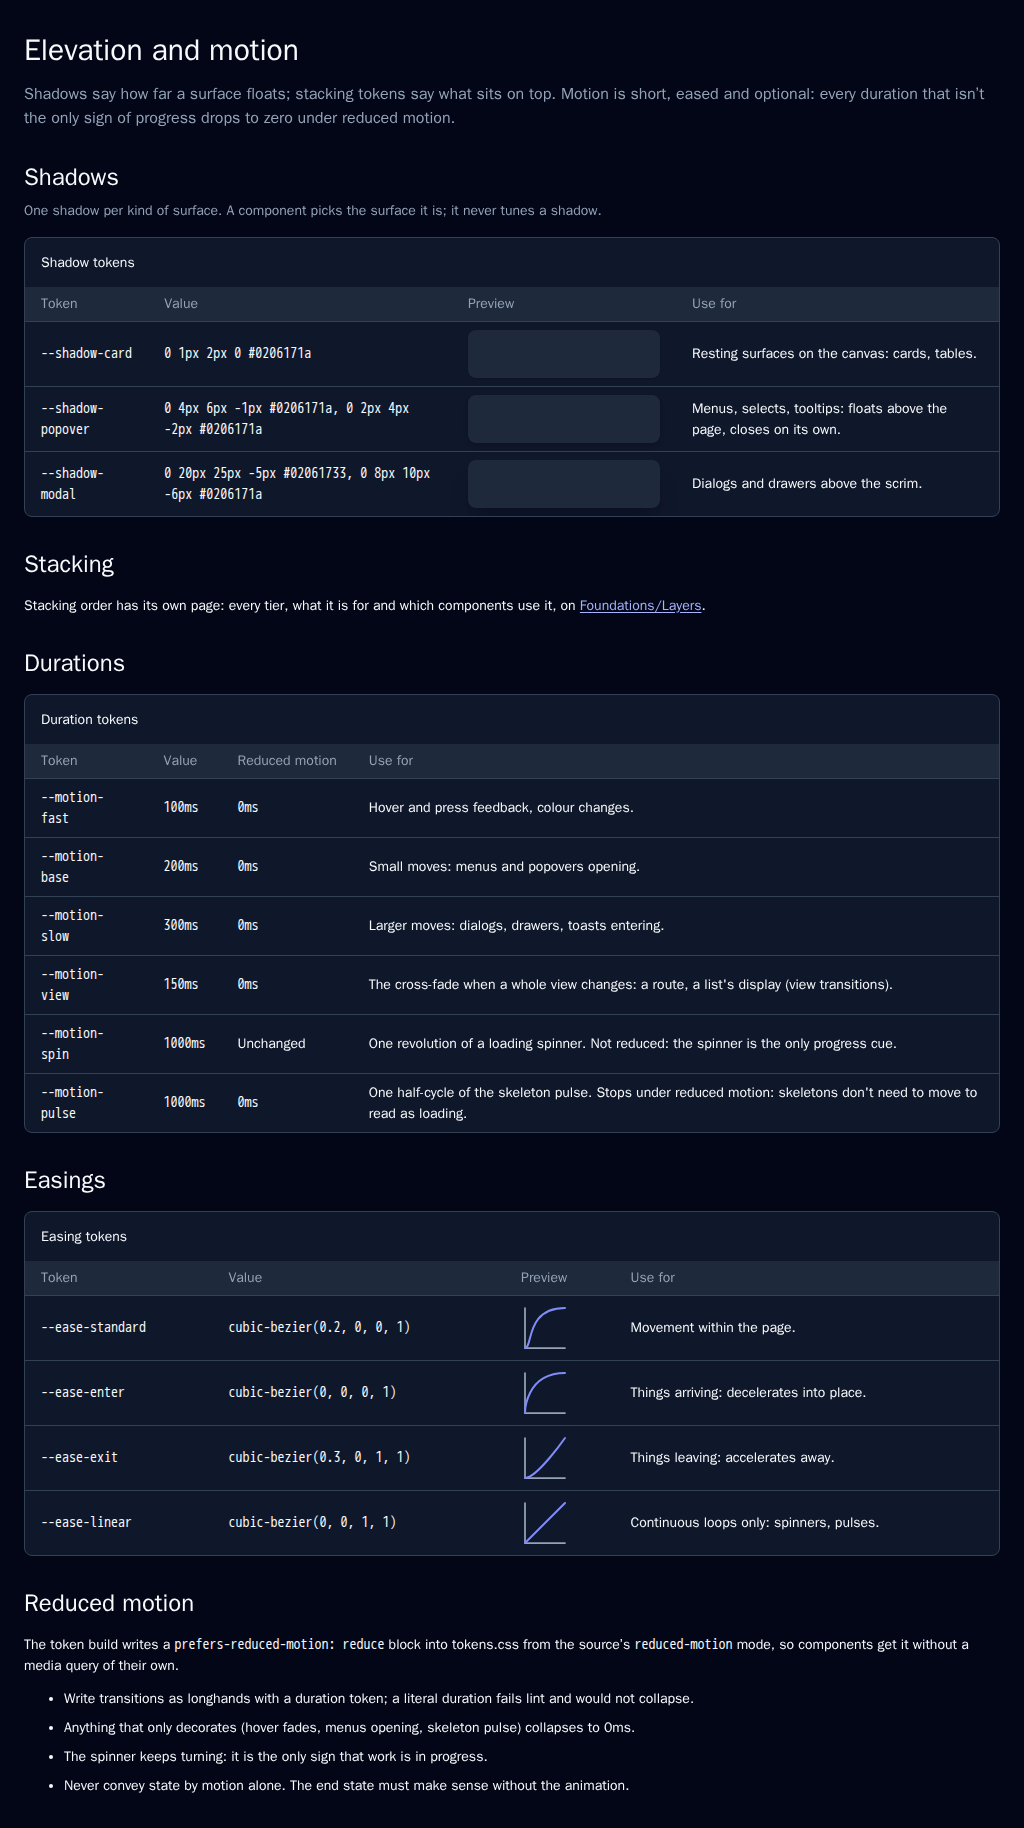 Elevation and motion
Shadows say how far a surface floats; stacking tokens say what sits on top. Motion is short, eased and optional: every duration that isn't
the only sign of progress drops to zero under reduced motion.
Shadows
One shadow per kind of surface. A component picks the surface it is; it never tunes a shadow.
Shadow tokens
Token Value Preview Use for
--shadow-card 0 1px 2px 0 #0206171a Resting surfaces on the canvas: cards, tables.
--shadow- 0 4px 6px -1px #0206171a, 0 2px 4px Menus, selects, tooltips: floats above the
popover -2px #0206171a page, closes on its own.
--shadow- 0 20px 25px -5px #02061733, 0 8px 10px
modal -6px #0206171a Dialogs and drawers above the scrim.
Stacking
Stacking order has its own page: every tier, what it is for and which components use it, on Foundations/Layers.
Durations
Duration tokens
Token Value Reduced motion Use for
--motion-
fast 100ms 0ms Hover and press feedback, colour changes.
--motion-
base 200ms 0ms Small moves: menus and popovers opening.
--motion-
slow 300ms 0ms Larger moves: dialogs, drawers, toasts entering.
--motion-
view 150ms 0ms The cross-fade when a whole view changes: a route, a list's display (view transitions).
--motion-
spin 1000ms Unchanged One revolution of a loading spinner. Not reduced: the spinner is the only progress cue.
--motion-
pulse 1000ms 0ms One half-cycle of the skeleton pulse. Stops under reduced motion: skeletons don't need to move to
read as loading.
Easings
Easing tokens
Token Value Preview Use for
--ease-standard cubic-bezier(0.2, 0, 0, 1) Movement within the page.
--ease-enter cubic-bezier(0, 0, 0, 1) Things arriving: decelerates into place.
--ease-exit cubic-bezier(0.3, 0, 1, 1) Things leaving: accelerates away.
--ease-linear cubic-bezier(0, 0, 1, 1) Continuous loops only: spinners, pulses.
Reduced motion
The token build writes a prefers-reduced-motion: reduce block into tokens.css from the source's reduced-motion mode, so components get it without a
media query of their own.
• Write transitions as longhands with a duration token; a literal duration fails lint and would not collapse.
• Anything that only decorates (hover fades, menus opening, skeleton pulse) collapses to 0ms.
• The spinner keeps turning: it is the only sign that work is in progress.
• Never convey state by motion alone. The end state must make sense without the animation.